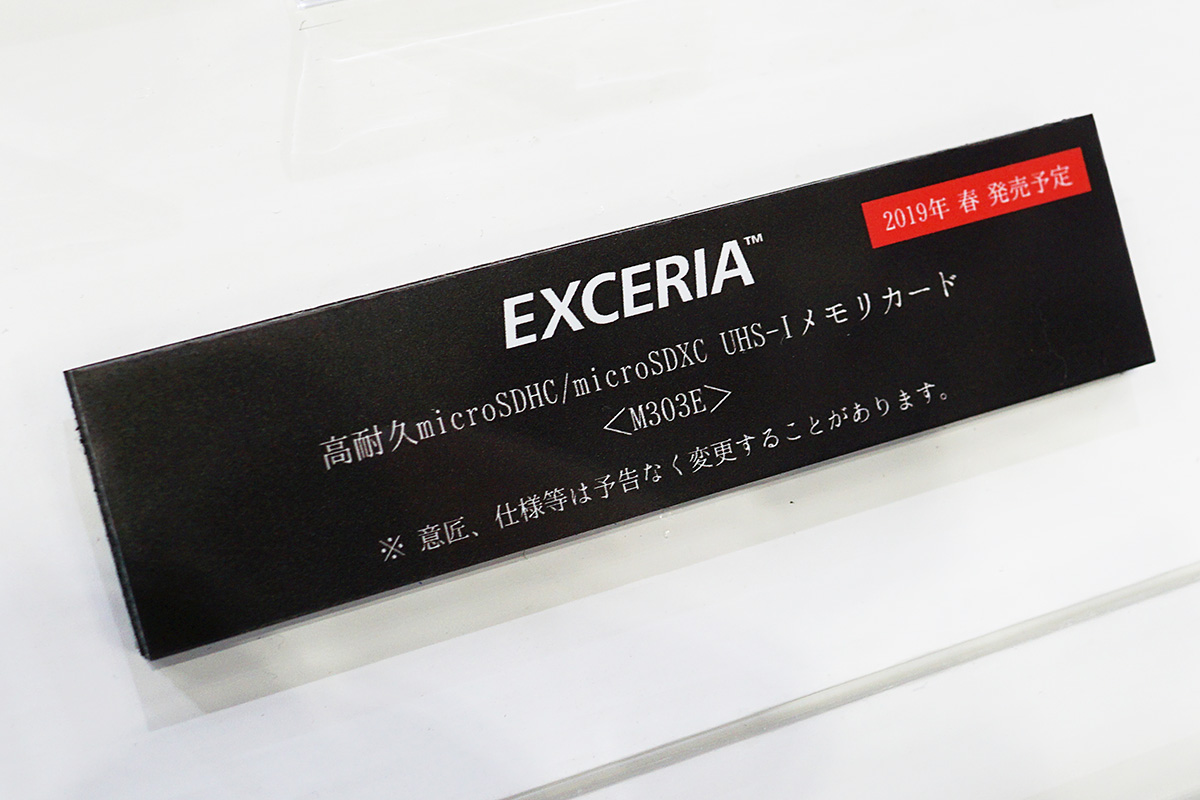 2019年 春 発売予定
EXCERIA™
高耐久microSDHC/microSDXC UHS-Iメモリカード
＜M303E＞
※ 意匠、仕様等は予告なく変更することがあります。